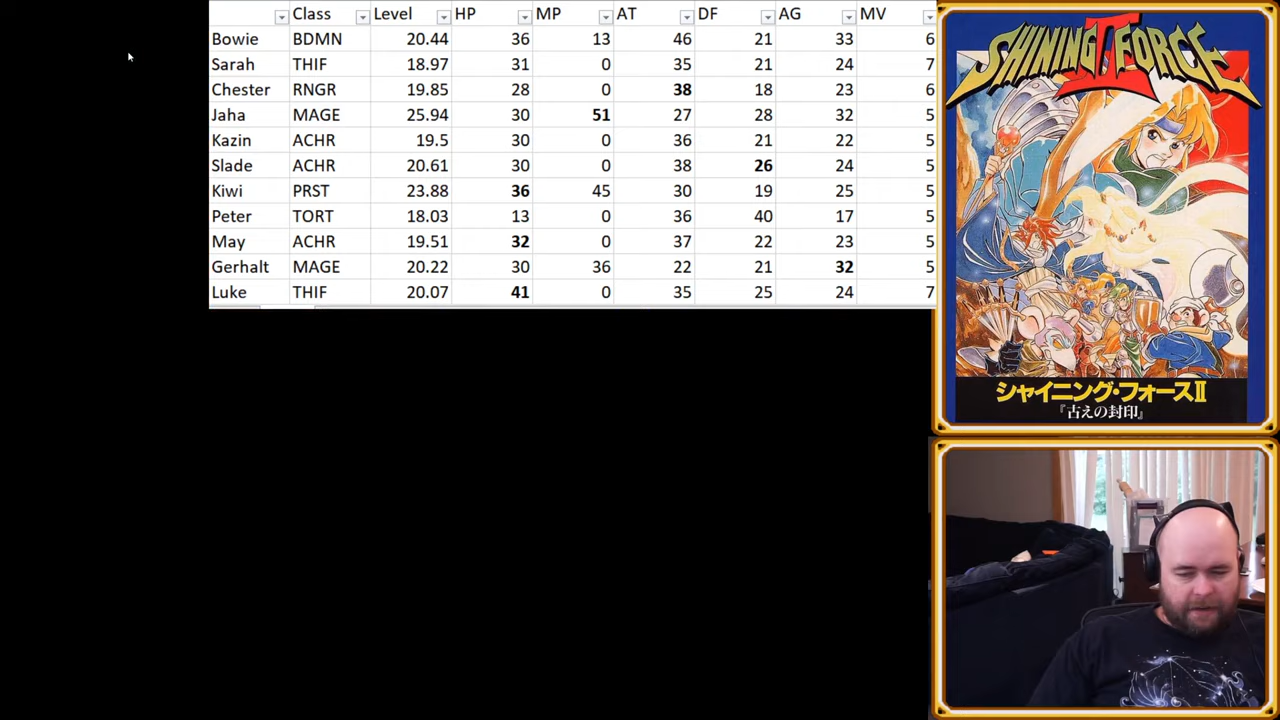 Class Level HP MP AT DF AG MV
Bowie BDMN 20.44 36 13 46 21 33 6
Sarah THIF 18.97 31 0 35 21 24 7
Chester RNGR 19.85 28 0 38 18 23 6
Jaha MAGE 25.94 30 51 27 28 32 5
Kazin ACHR 19.5 30 0 36 21 22 5
Slade ACHR 20.61 30 0 38 26 24 5
Kiwi PRST 23.88 36 45 30 19 25 5
Peter TORT 18.03 13 0 36 40 17 5
May ACHR 19.51 32 0 37 22 23 5
Gerhalt MAGE 20.22 30 36 22 21 32 5
Luke THIF 20.07 41 0 35 25 24 7
SHINING FORCE II
シャイニング・フォースⅡ
『古えの封印』